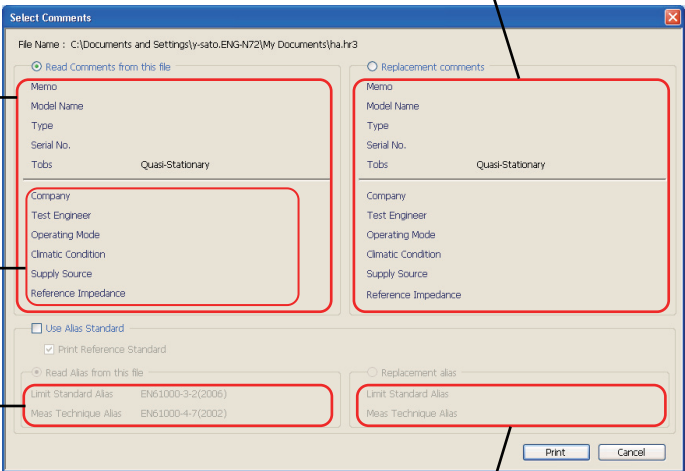 Select Comments
File Name : C:\Documents and Settings\y-sato.ENG-N72\My Documents\ha.hr3
Read Comments from this file
Memo
Model Name
Type
Serial No.
Tobs Quasi-Stationary
Company
Test Engineer
Operating Mode
Climatic Condition
Supply Source
Reference Impedance
Replacement comments
Memo
Model Name
Type
Serial No.
Tobs Quasi-Stationary
Company
Test Engineer
Operating Mode
Climatic Condition
Supply Source
Reference Impedance
Use Alias Standard
Print Reference Standard
Read Alias from this file
Limit Standard Alias EN61000-3-2(2006)
Meas Technique Alias EN61000-4-7(2002)
Replacement alias
Limit Standard Alias
Meas Technique Alias
Print Cancel